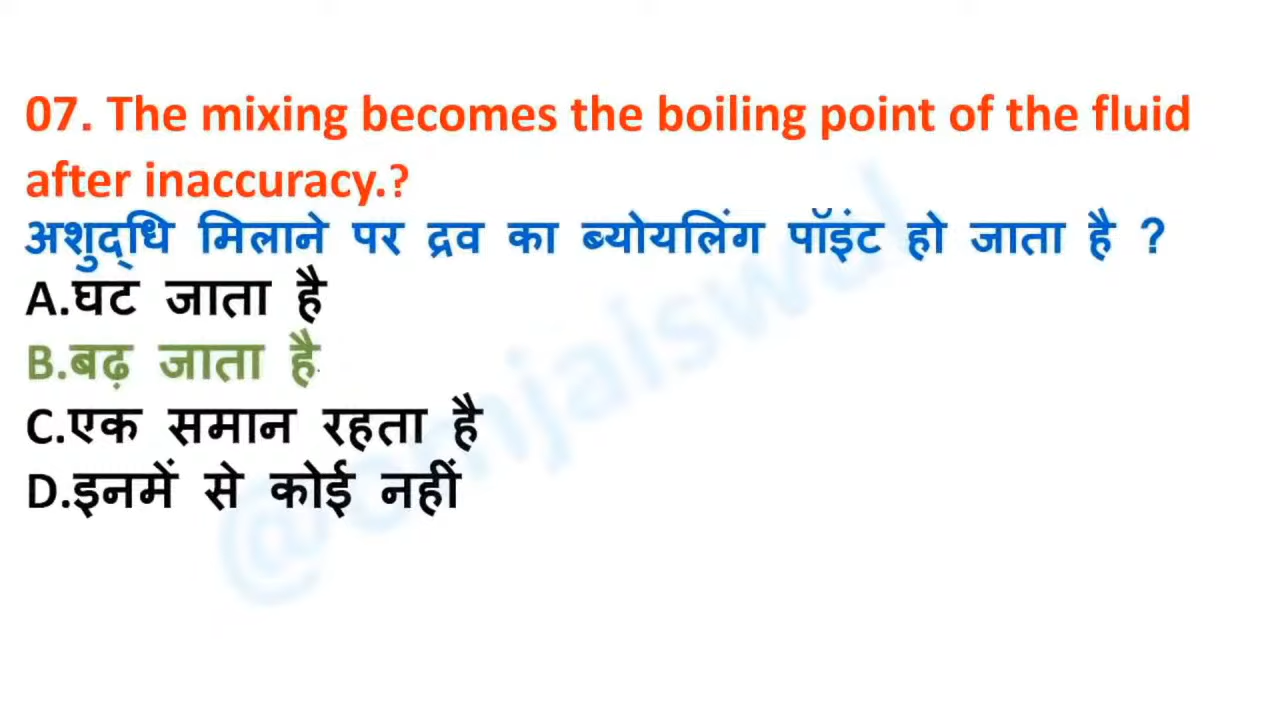 07. The mixing becomes the boiling point of the fluid
after inaccuracy.?
अशुद्धि मिलाने पर द्रव का ब्योयलिंग पॉइंट हो जाता है ?
A.घट जाता है
B.बढ़ जाता है
C.एक समान रहता है
D.इनमें से कोई नहीं